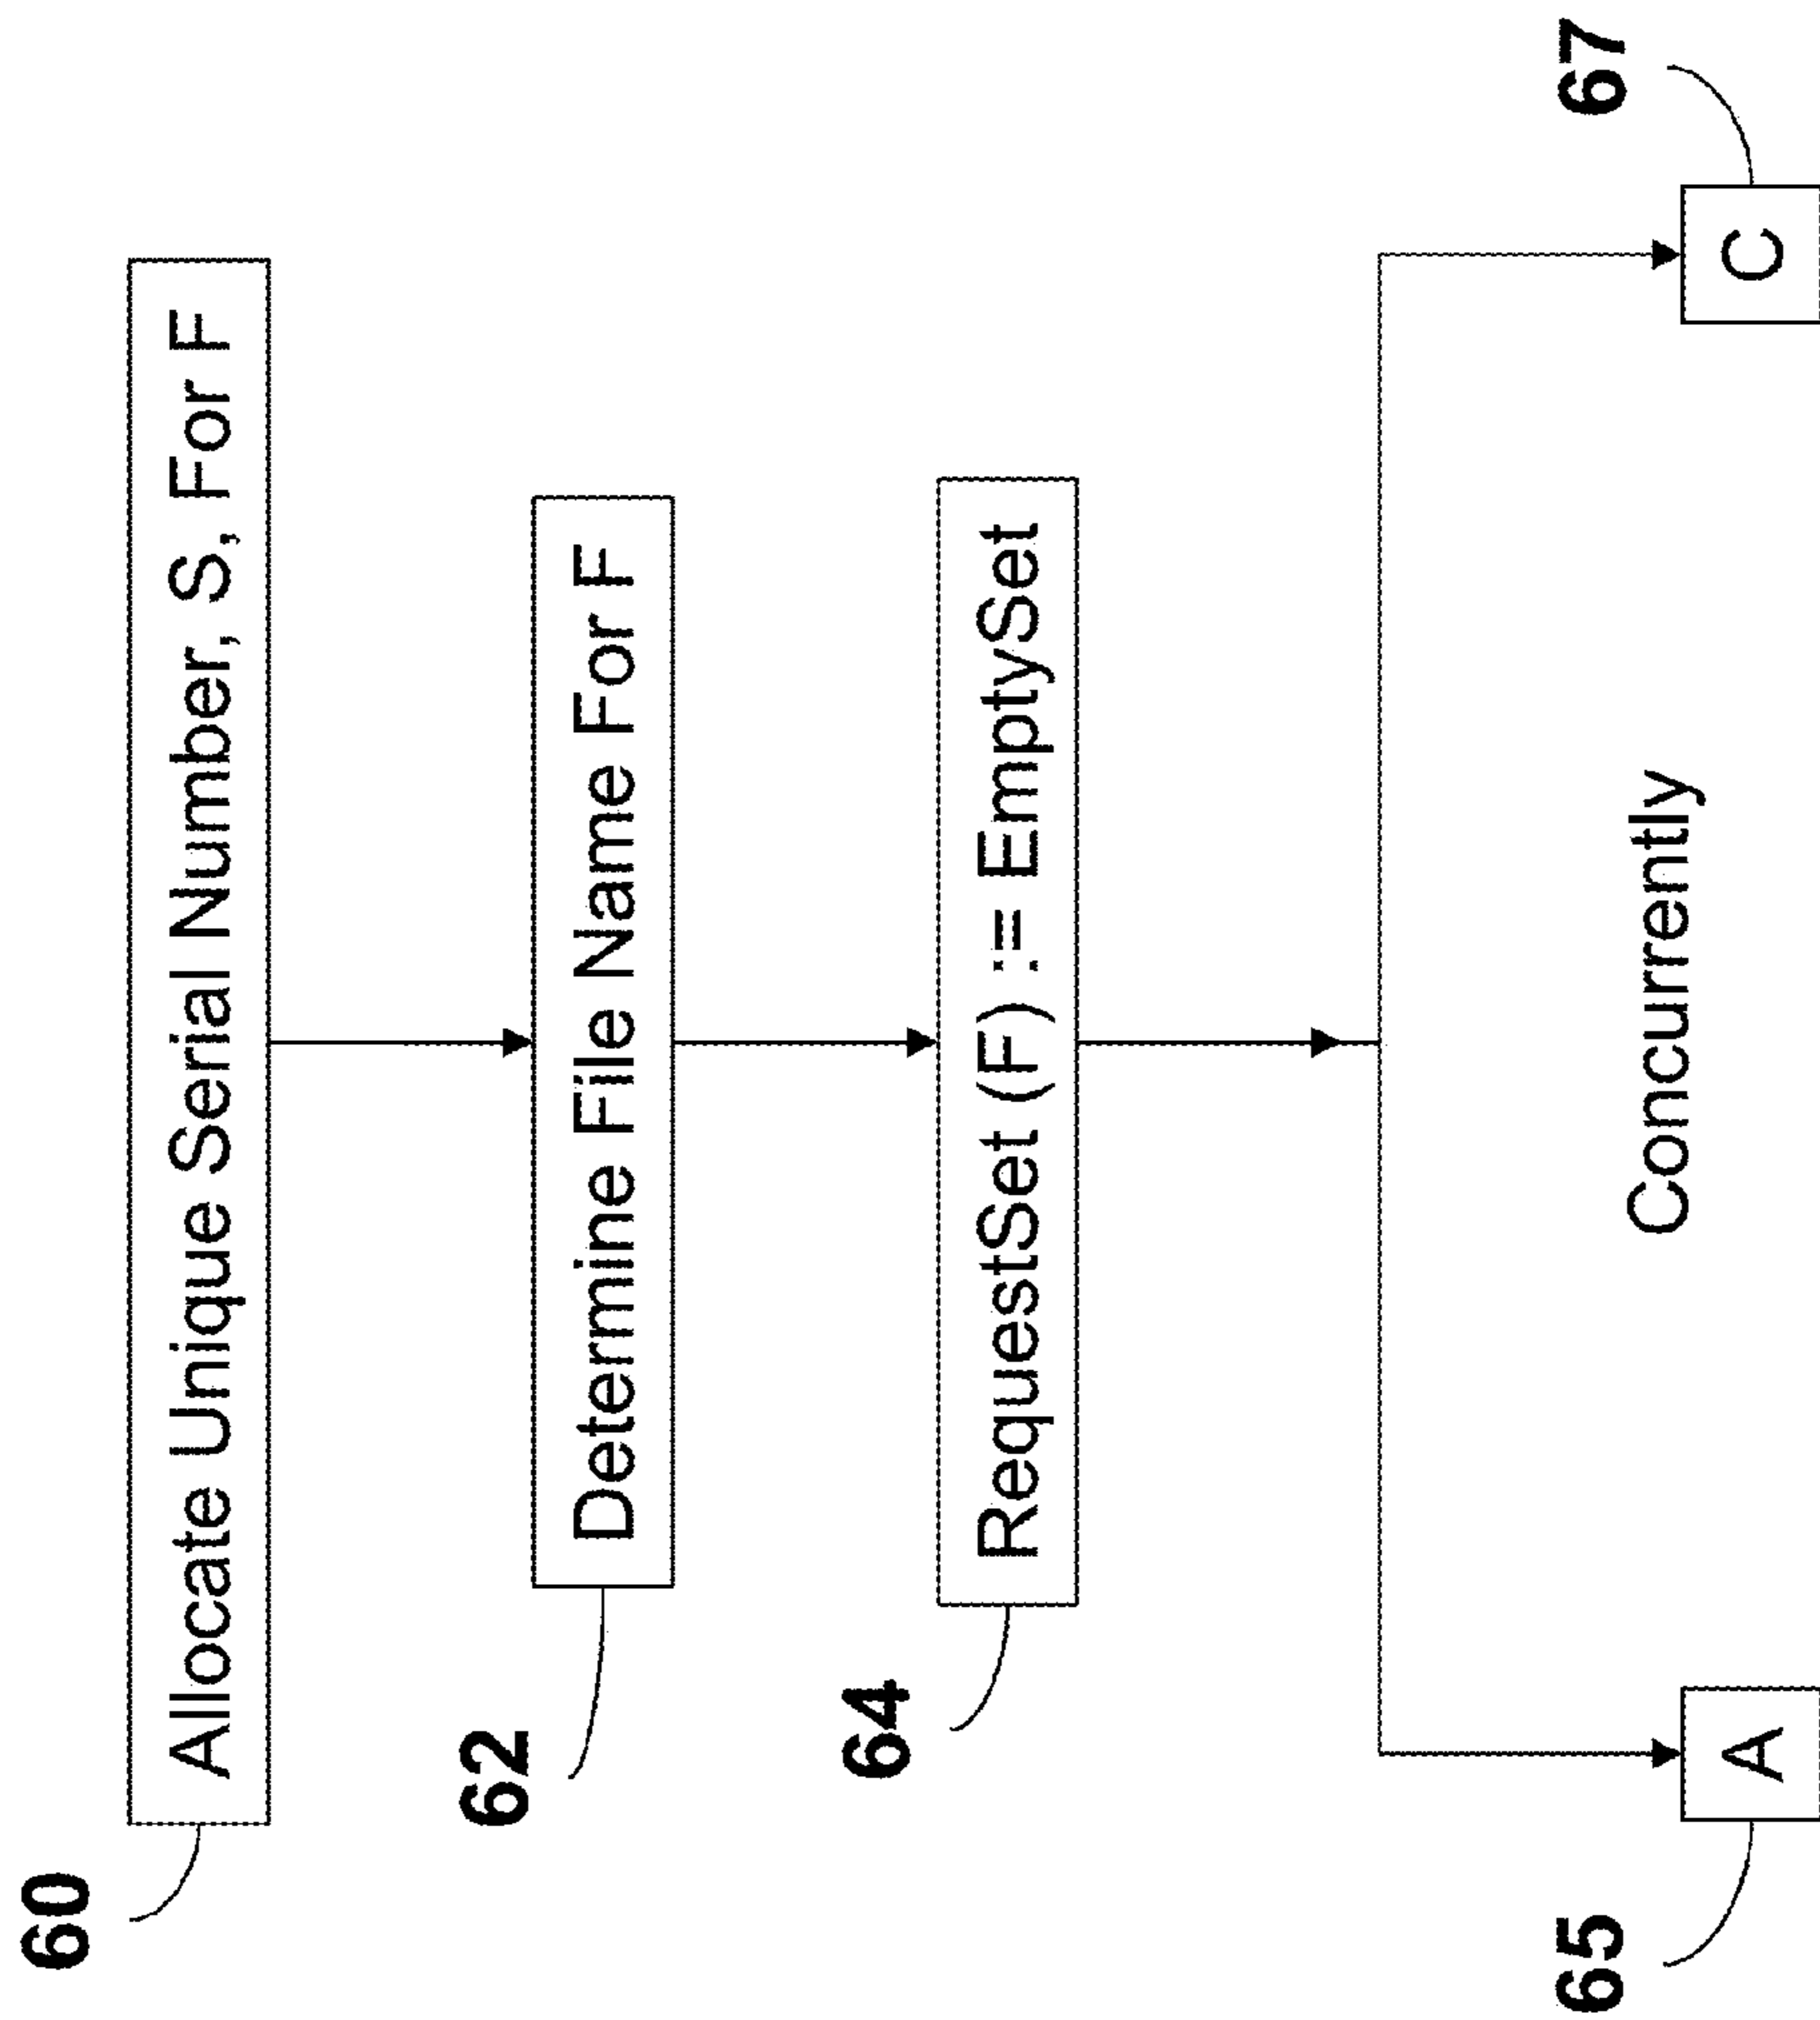 60
Allocate Unique Serial Number, S, For F
62
Determine File Name For F
64
RequestSet (F) := EmptySet
65
A
Concurrently
67
C